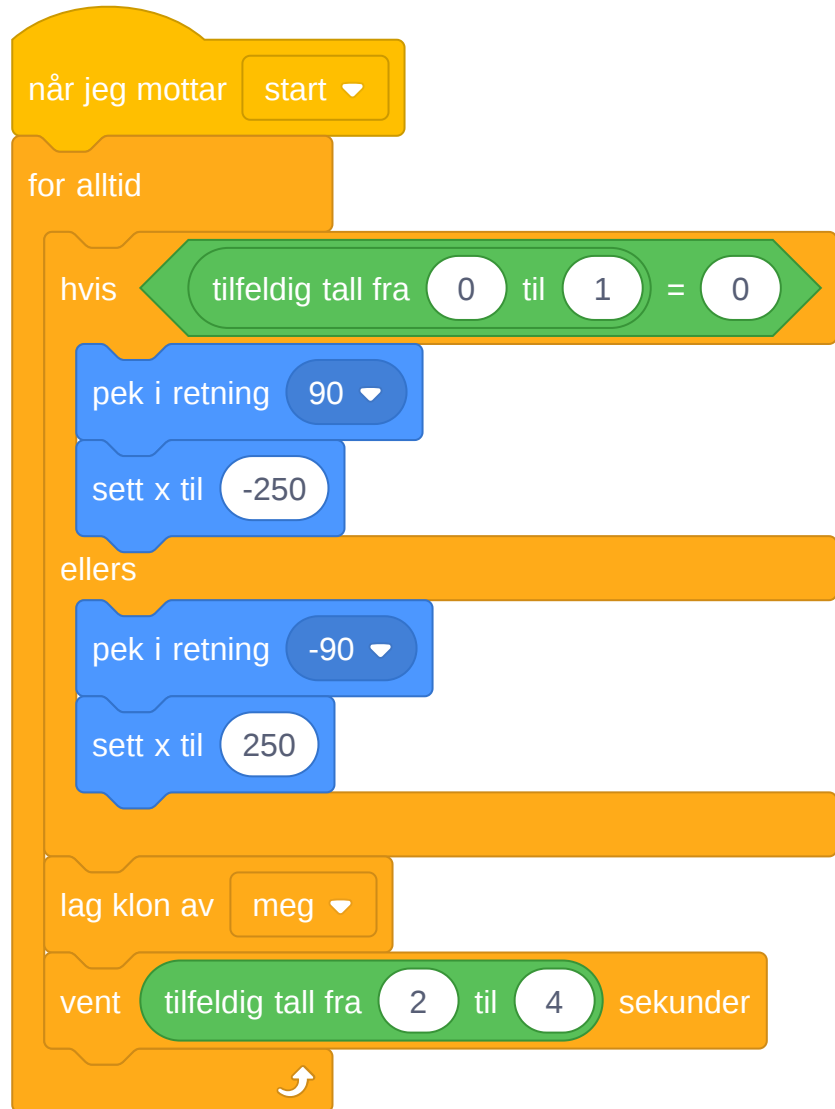 når jeg mottar start
for alltid
hvis tilfeldig tall fra 0 til 1 = 0
pek i retning 90
sett x til -250
ellers
pek i retning -90
sett x til 250
lag klon av meg
vent tilfeldig tall fra 2 til 4 sekunder